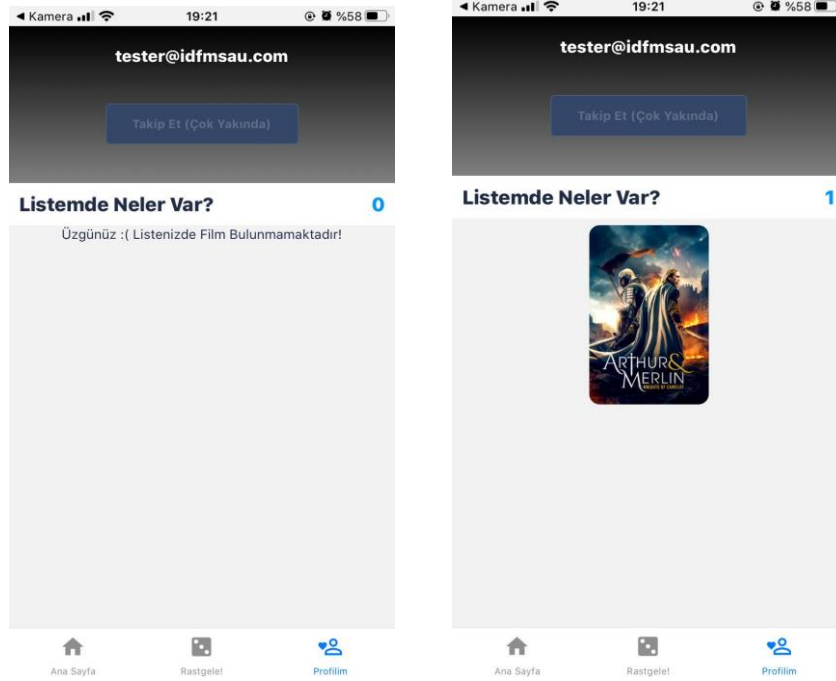 ◀ Kamera 19:21 %58
tester@idfmsau.com
Takip Et (Çok Yakında)
Listemde Neler Var? 0
Üzgünüz :( Listenizde Film Bulunmamaktadır!
Ana Sayfa Rastgele! Profilim
◀ Kamera 19:21 %58
tester@idfmsau.com
Takip Et (Çok Yakında)
Listemde Neler Var? 1
ARTHUR &
MERLIN
KNIGHTS OF CAMELOT
Ana Sayfa Rastgele! Profilim